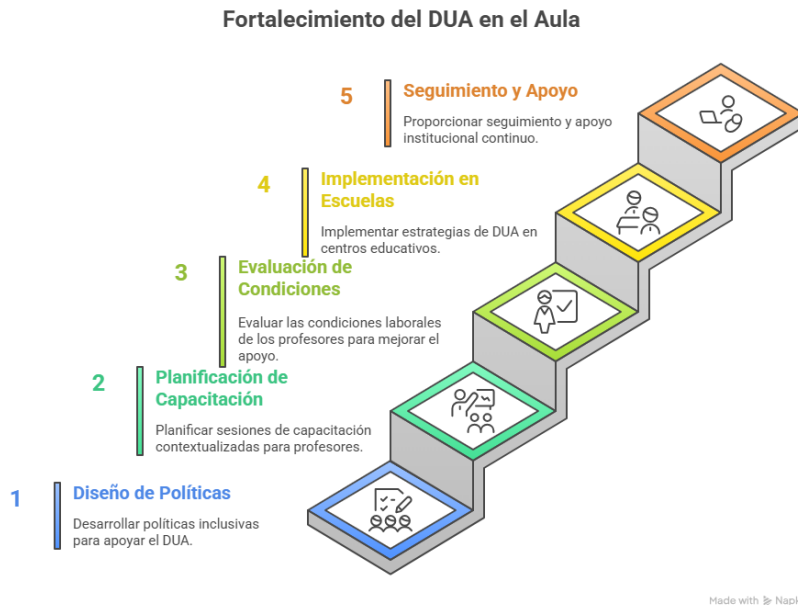 Fortalecimiento del DUA en el Aula
5
Seguimiento y Apoyo
Proporcionar seguimiento y apoyo
institucional continuo.
4
Implementación en
Escuelas
Implementar estrategias de DUA en
centros educativos.
3
Evaluación de
Condiciones
Evaluar las condiciones laborales
de los profesores para mejorar el
apoyo.
2
Planificación de
Capacitación
Planificar sesiones de capacitación
contextualizadas para profesores.
1
Diseño de Políticas
Desarrollar políticas inclusivas
para apoyar el DUA.
Made with